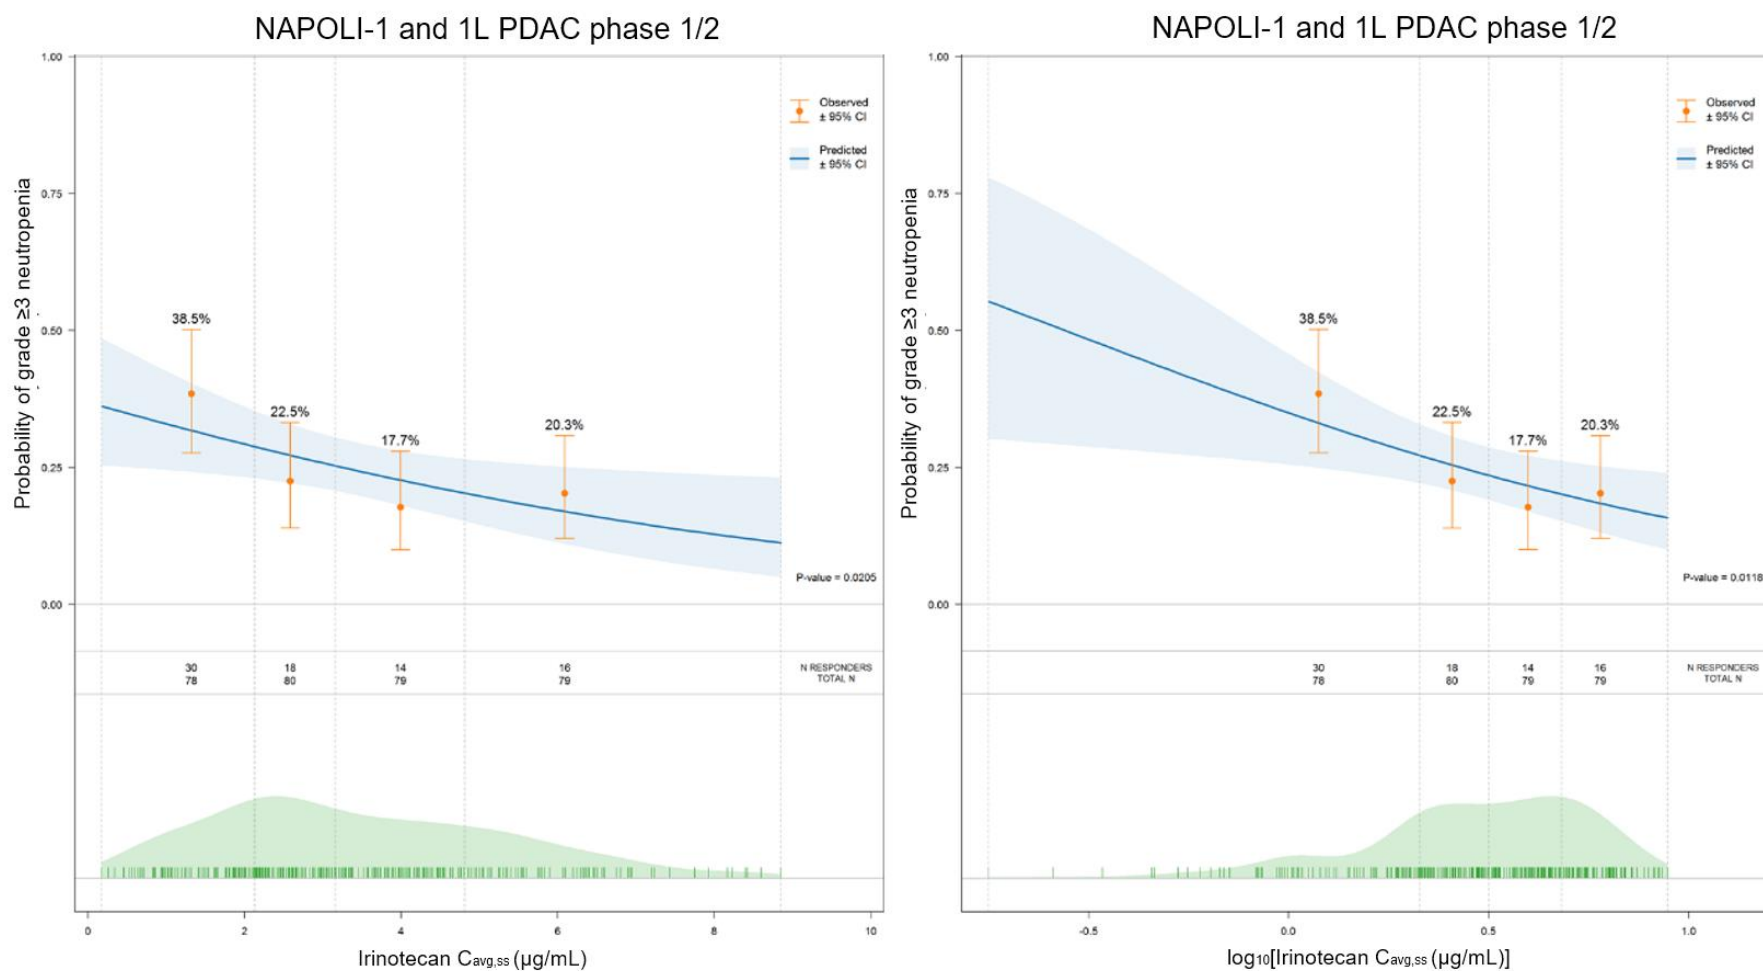 NAPOLI-1 and 1L PDAC phase 1/2
Probability of grade ≥3 neutropenia
1.00
0.75
0.50
0.25
0.00
Observed
± 95% CI
Predicted
± 95% CI
38.5%
22.5%
17.7%
20.3%
P-value = 0.0205
30
78
18
80
14
79
16
79
N RESPONDERS
TOTAL N
0
2
4
6
8
10
Irinotecan Cavg,ss (µg/mL)
NAPOLI-1 and 1L PDAC phase 1/2
Probability of grade ≥3 neutropenia
1.00
0.75
0.50
0.25
0.00
Observed
± 95% CI
Predicted
± 95% CI
38.5%
22.5%
17.7%
20.3%
P-value = 0.0118
30
78
18
80
14
79
16
79
N RESPONDERS
TOTAL N
-0.5
0.0
0.5
1.0
log10[Irinotecan Cavg,ss (µg/mL)]